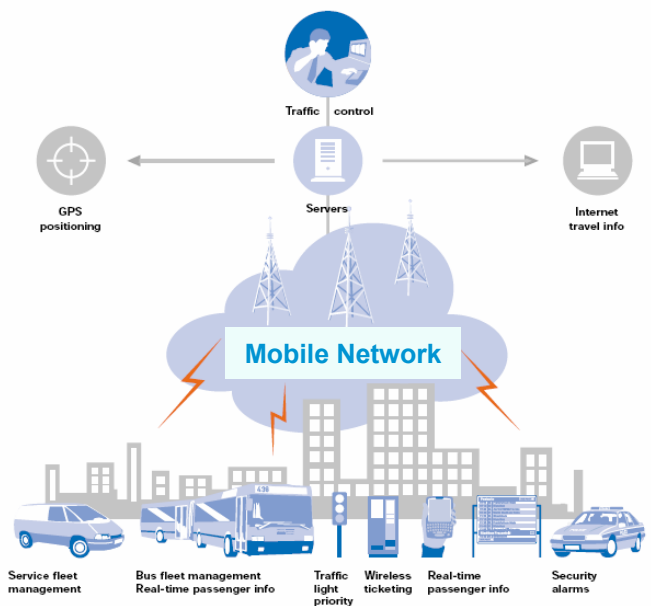 Traffic control
GPS
positioning
Servers
Internet
travel info
Mobile Network
436
Service fleet
management
Bus fleet management
Real-time passenger info
Traffic
light
priority
Wireless
ticketing
Real-time
passenger info
Security
alarms